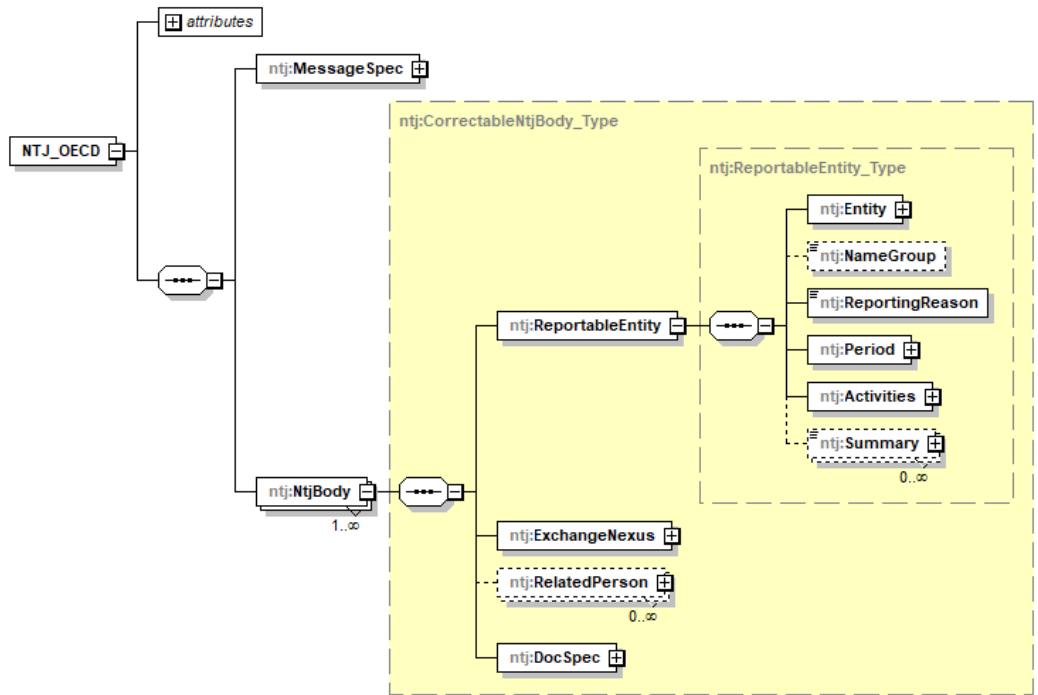 attributes
ntj:MessageSpec
ntj:CorrectableNtjBody_Type
NTJ_OECD
ntj:ReportableEntity_Type
ntj:Entity
ntj:NameGroup
ntj:ReportingReason
ntj:ReportableEntity
ntj:Period
ntj:Activities
ntj:Summary
0..∞
ntj:NtjBody
1..∞
ntj:ExchangeNexus
ntj:RelatedPerson
0..∞
ntj:DocSpec